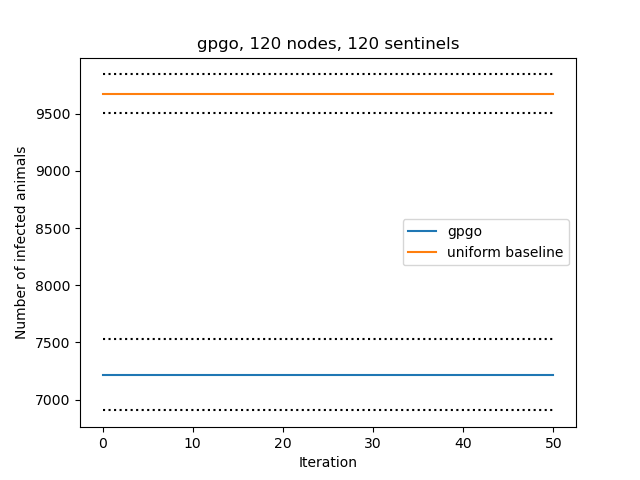 gpgo, 120 nodes, 120 sentinels
Number of infected animals
9500
9000
8500
8000
7500
7000
gpgo
uniform baseline
0 10 20 30 40 50
Iteration